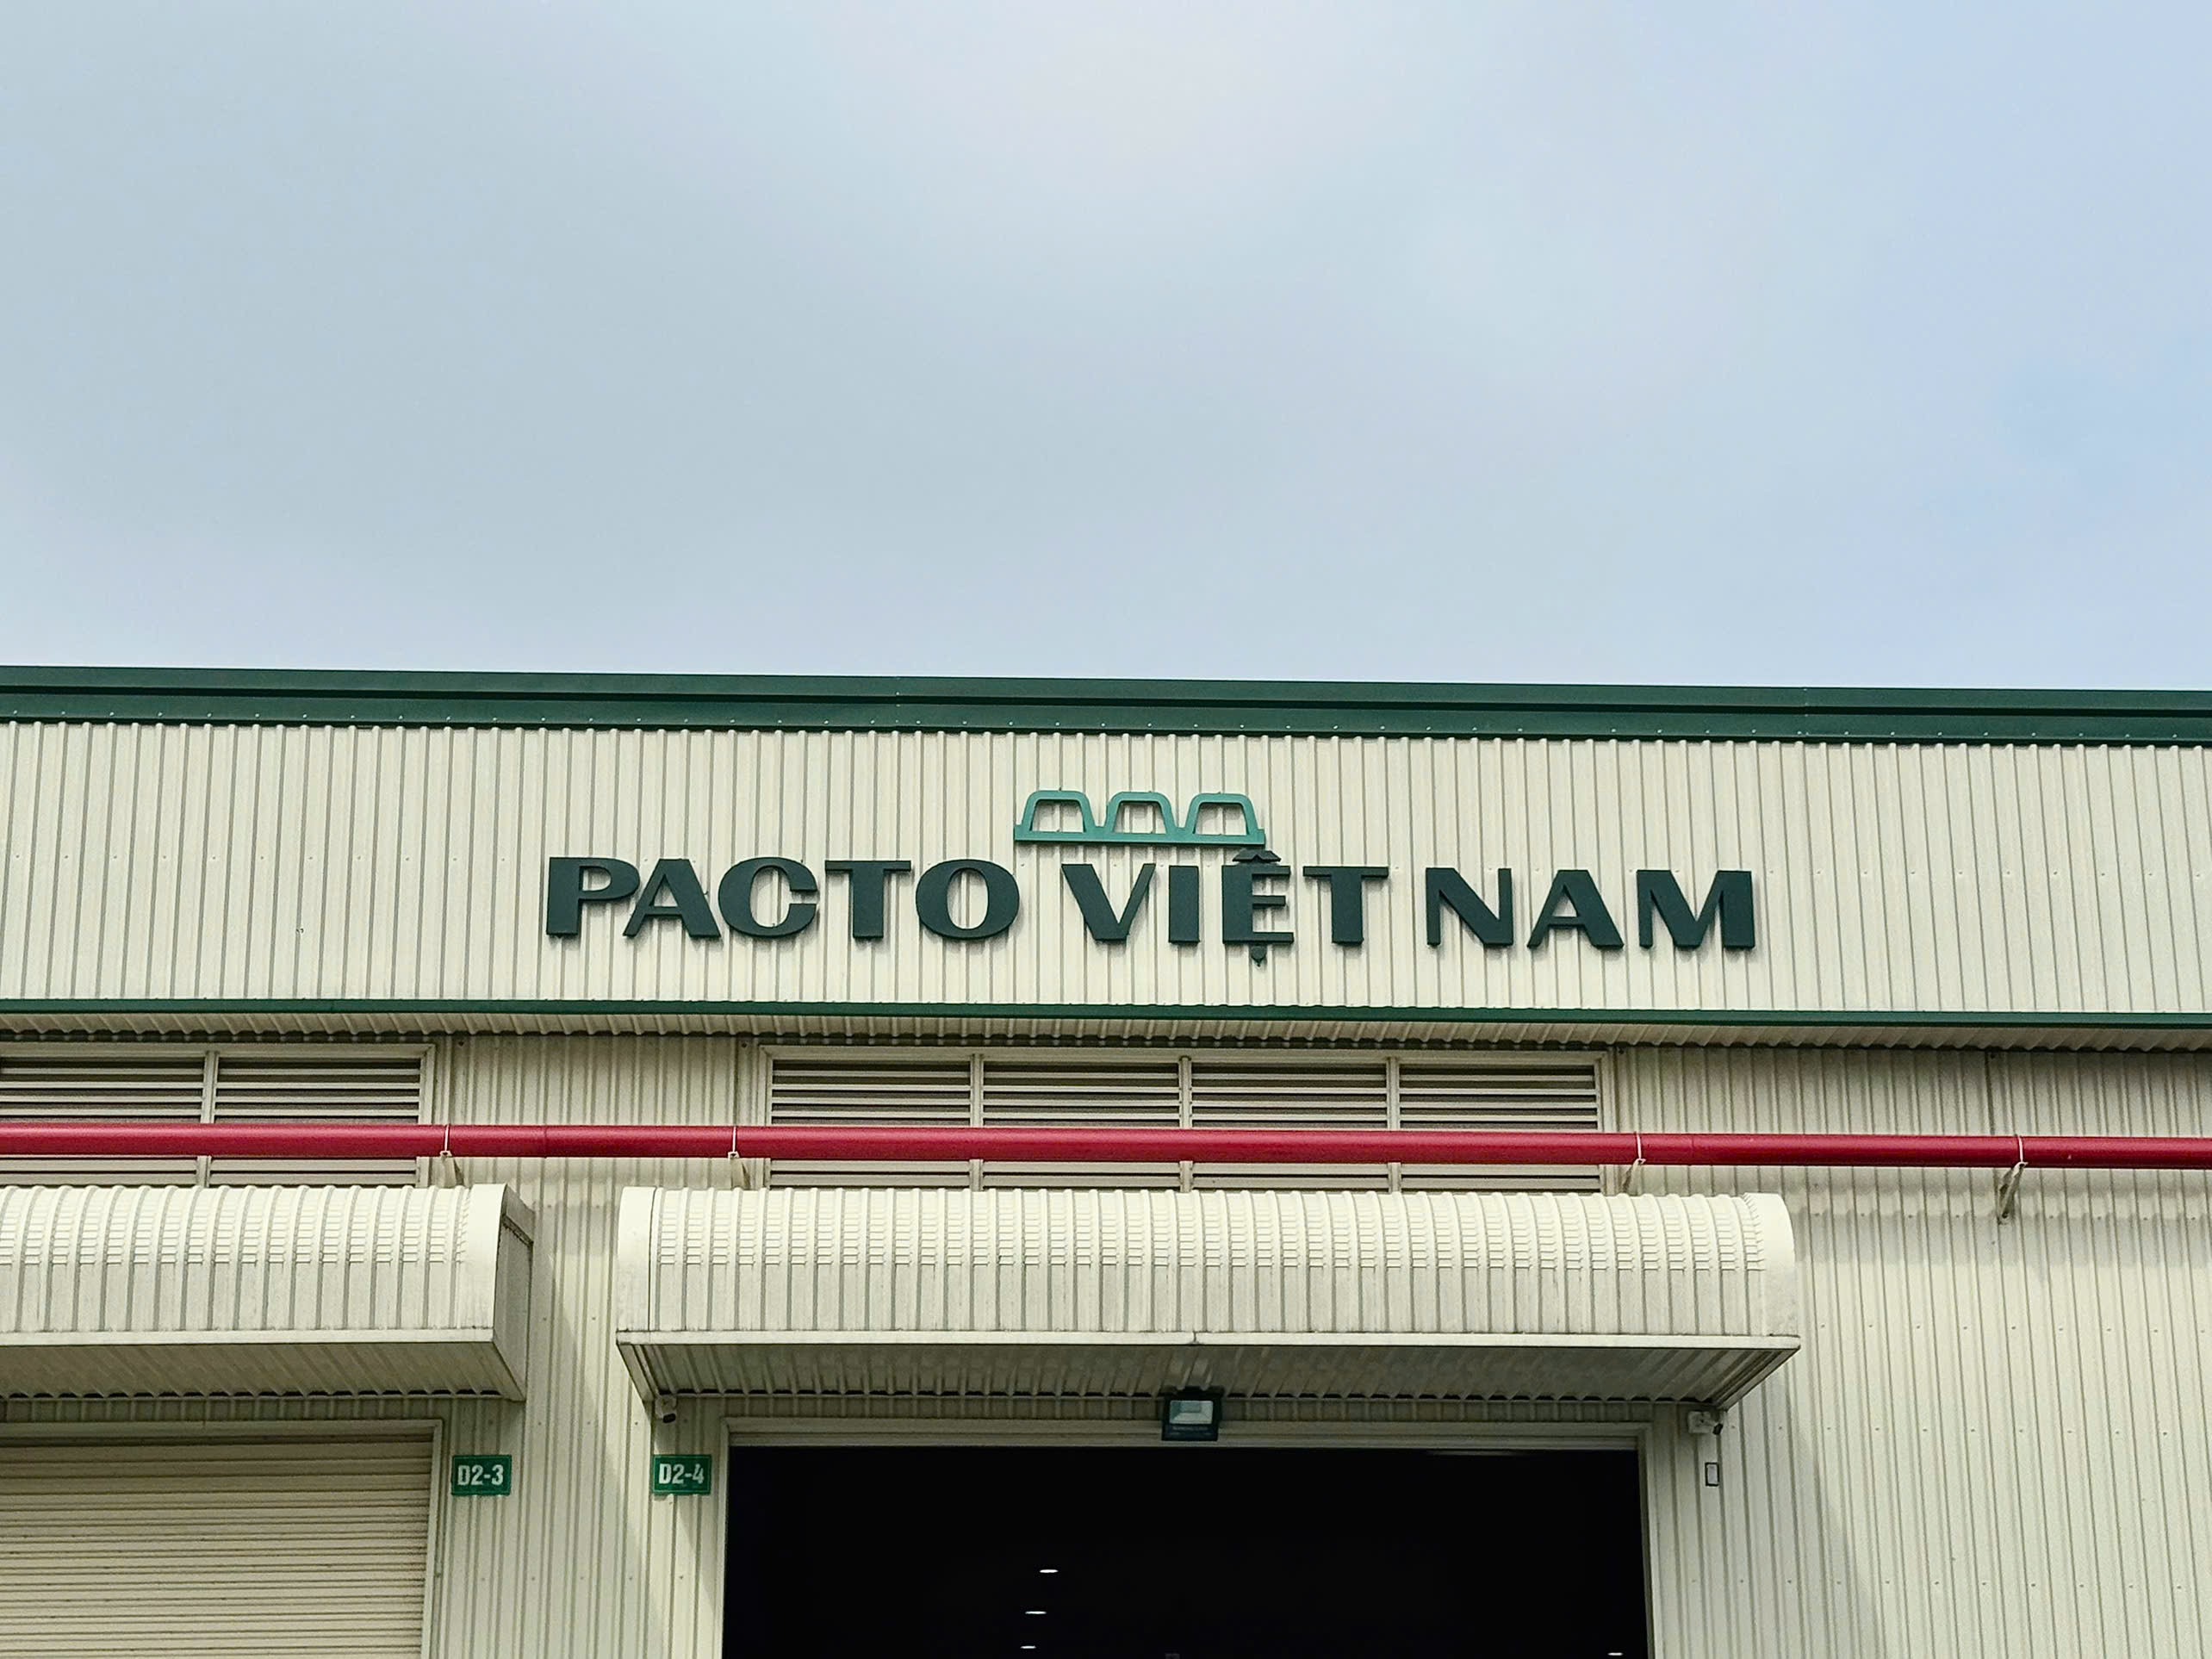 PACTO VIỆT NAM
D2-3
D2-4